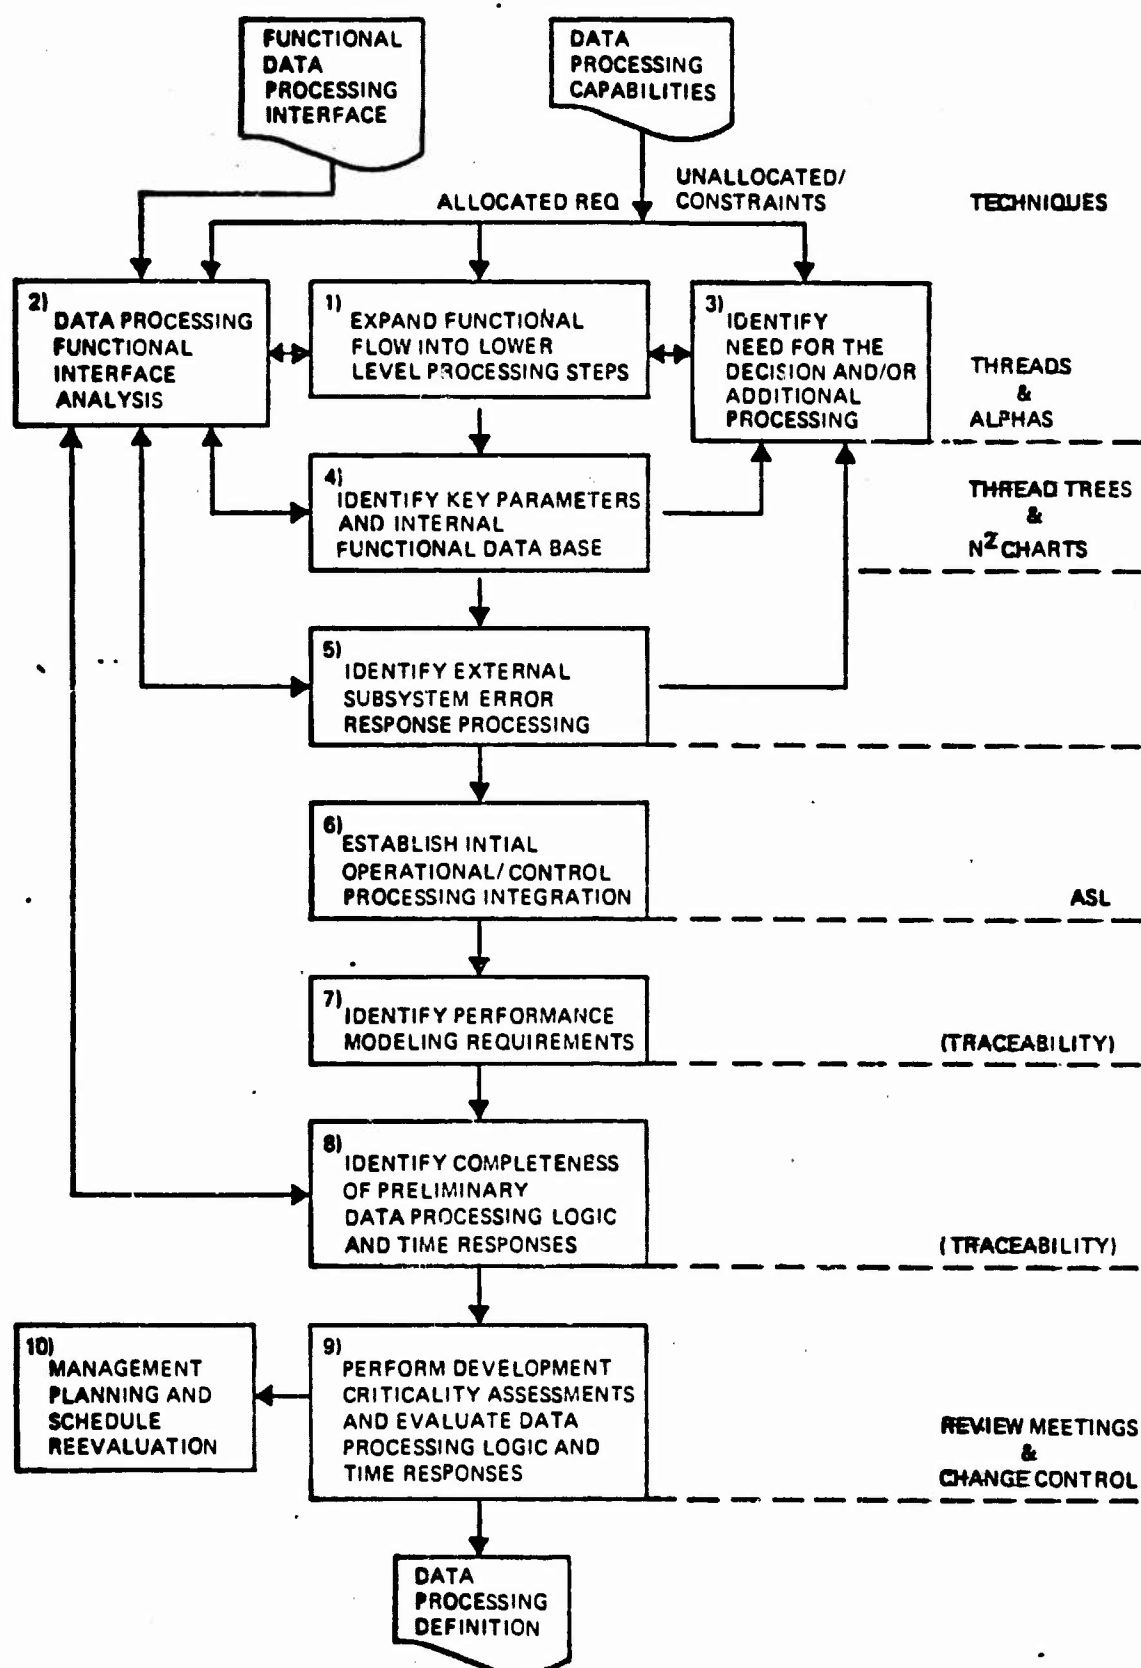 FUNCTIONAL
DATA
PROCESSING
INTERFACE
DATA
PROCESSING
CAPABILITIES
ALLOCATED REQ
UNALLOCATED/
CONSTRAINTS
TECHNIQUES
2)
DATA PROCESSING
FUNCTIONAL
INTERFACE
ANALYSIS
1)
EXPAND FUNCTIONAL
FLOW INTO LOWER
LEVEL PROCESSING STEPS
3)
IDENTIFY
NEED FOR THE
DECISION AND/OR
ADDITIONAL
PROCESSING
THREADS
&
ALPHAS
4)
IDENTIFY KEY PARAMETERS
AND INTERNAL
FUNCTIONAL DATA BASE
THREAD TREES
&
N² CHARTS
5)
IDENTIFY EXTERNAL
SUBSYSTEM ERROR
RESPONSE PROCESSING
6)
ESTABLISH INTIAL
OPERATIONAL/CONTROL
PROCESSING INTEGRATION
ASL
7)
IDENTIFY PERFORMANCE
MODELING REQUIREMENTS
(TRACEABILITY)
8)
IDENTIFY COMPLETENESS
OF PRELIMINARY
DATA PROCESSING LOGIC
AND TIME RESPONSES
(TRACEABILITY)
10)
MANAGEMENT
PLANNING AND
SCHEDULE
REEVALUATION
9)
PERFORM DEVELOPMENT
CRITICALITY ASSESSMENTS
AND EVALUATE DATA
PROCESSING LOGIC AND
TIME RESPONSES
REVIEW MEETINGS
&
CHANGE CONTROL
DATA
PROCESSING
DEFINITION